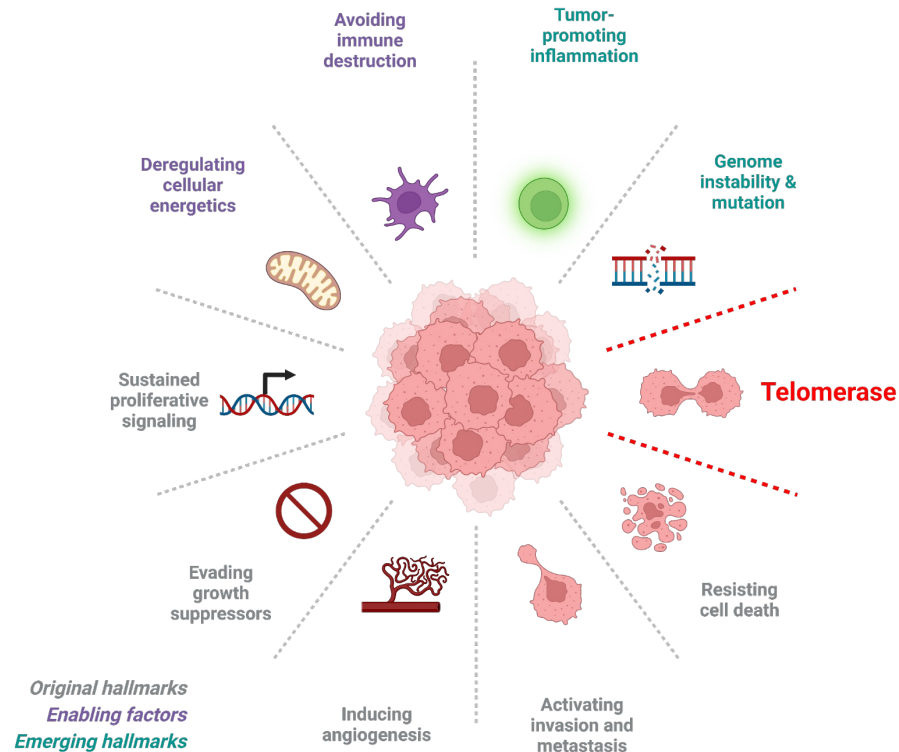 Avoiding
immune
destruction
Tumor-
promoting
inflammation
Deregulating
cellular
energetics
Genome
instability &
mutation
Sustained
proliferative
signaling
Telomerase
Evading
growth
suppressors
Resisting
cell death
Inducing
angiogenesis
Activating
invasion and
metastasis
Original hallmarks
Enabling factors
Emerging hallmarks